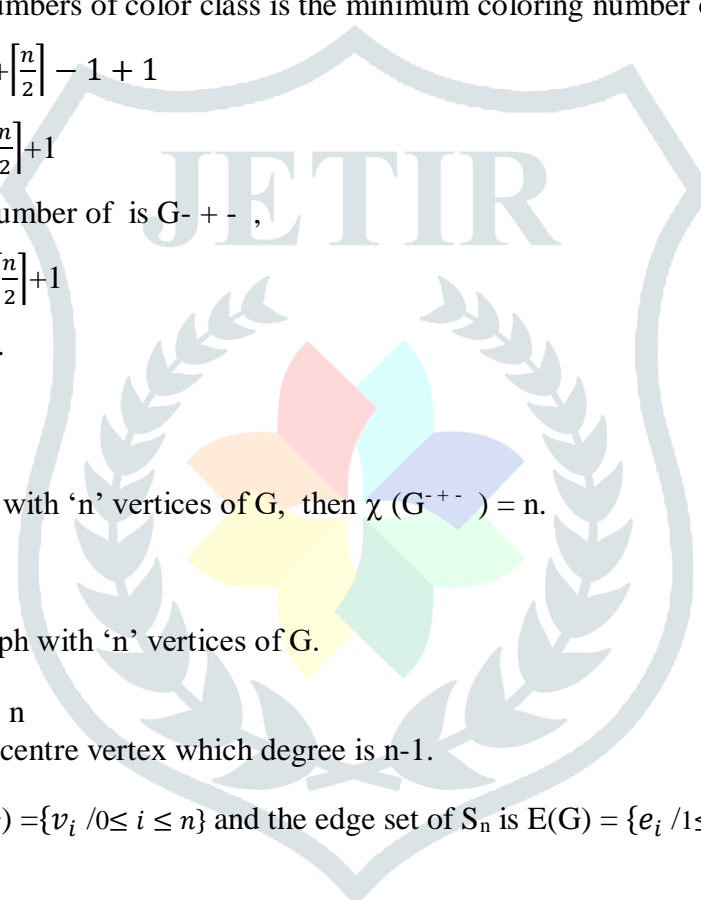 umbers of color class is the minimum coloring number
+⌈n/2⌉ − 1 + 1
n/2⌉+1
JETIR
umber of is G- + - ,
n/2⌉+1
.
with ‘n’ vertices of G, then χ (G⁻ ⁺ ⁻ ) = n.
ph with ‘n’ vertices of G.
n
centre vertex which degree is n-1.
) ={vᵢ /0≤ i ≤ n} and the edge set of Sₙ is E(G) = {eᵢ /1≤